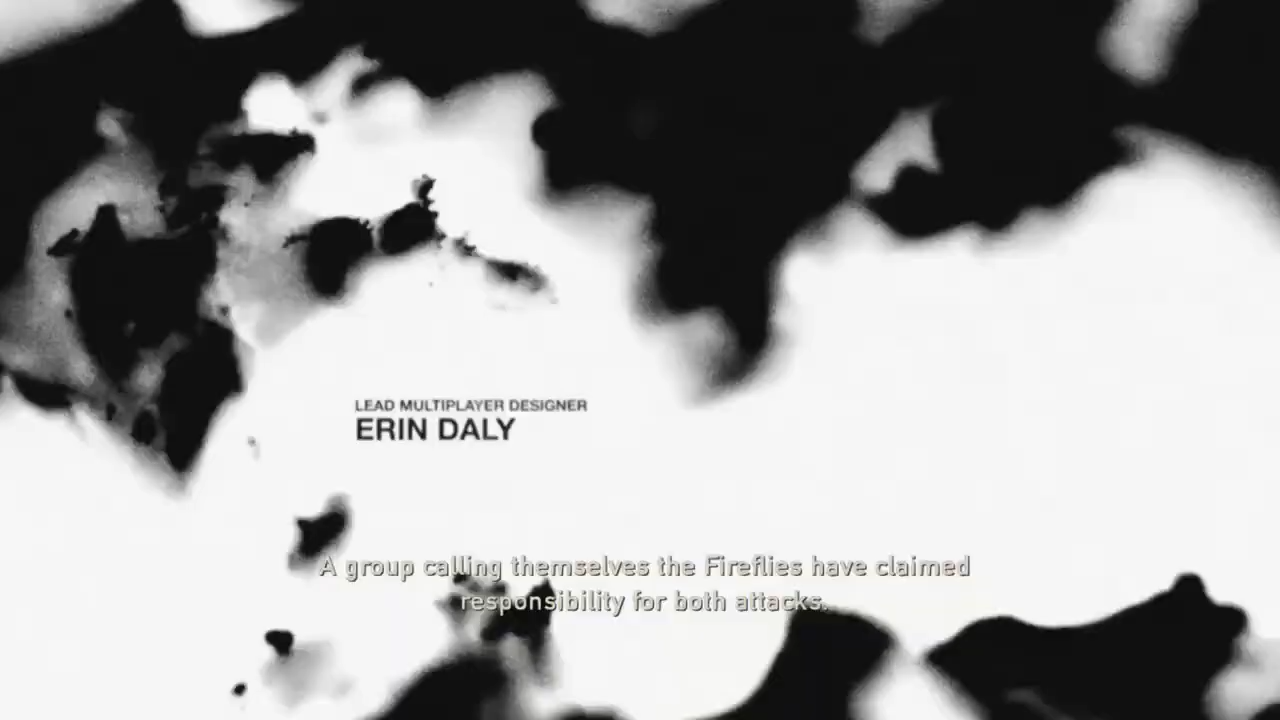 LEAD MULTIPLAYER DESIGNER
ERIN DALY
A group calling themselves the Fireflies have claimed
responsibility for both attacks.